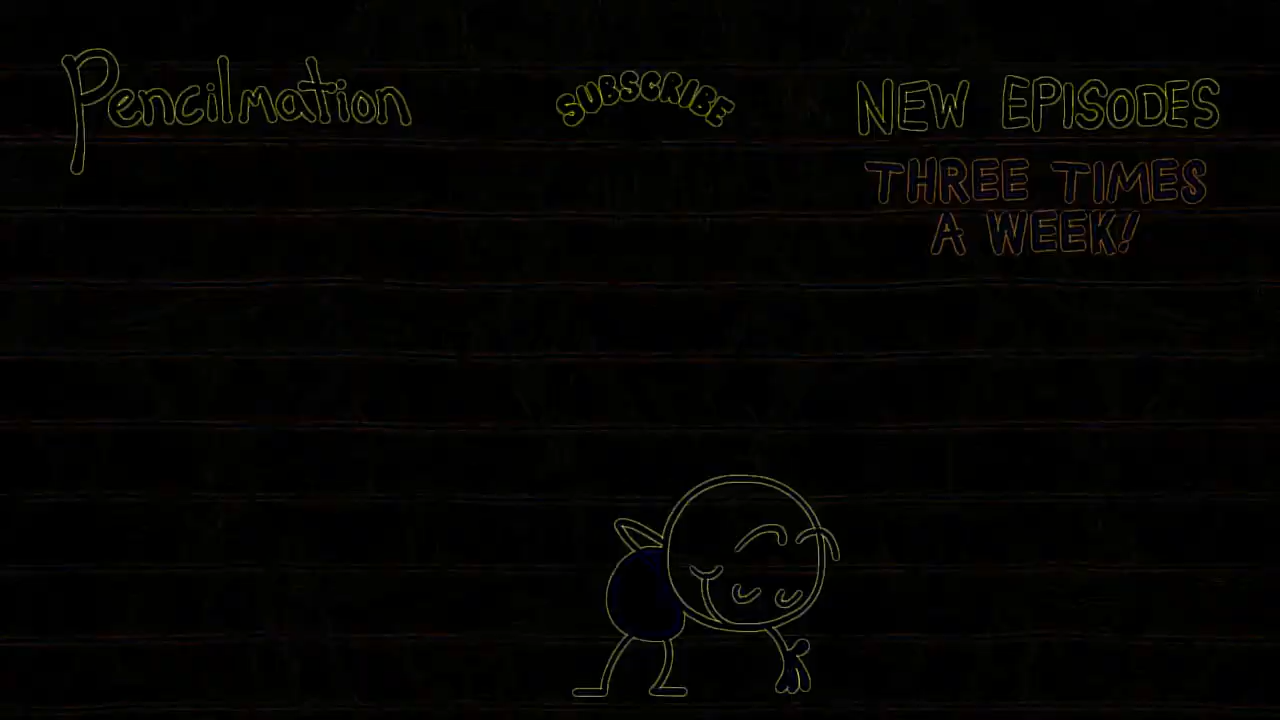 Pencilmation
SUBSCRIBE
NEW EPISODES
THREE TIMES
A WEEK!